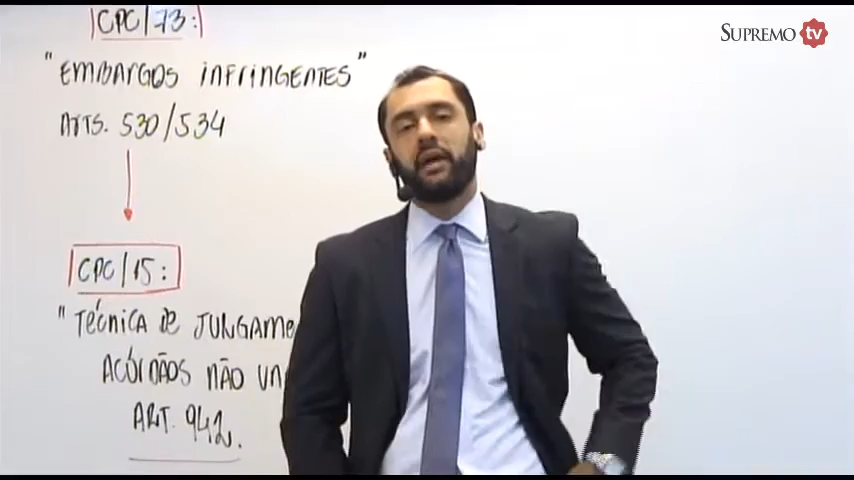 CPC/73:
SUPREMO tv
"EMBARGOS INFRINGENTES"
ARTS. 530/534
CPC/15:
"TÉCNICA DE JULGAME
ACÓRDÃOS NÃO UN
ART. 942.